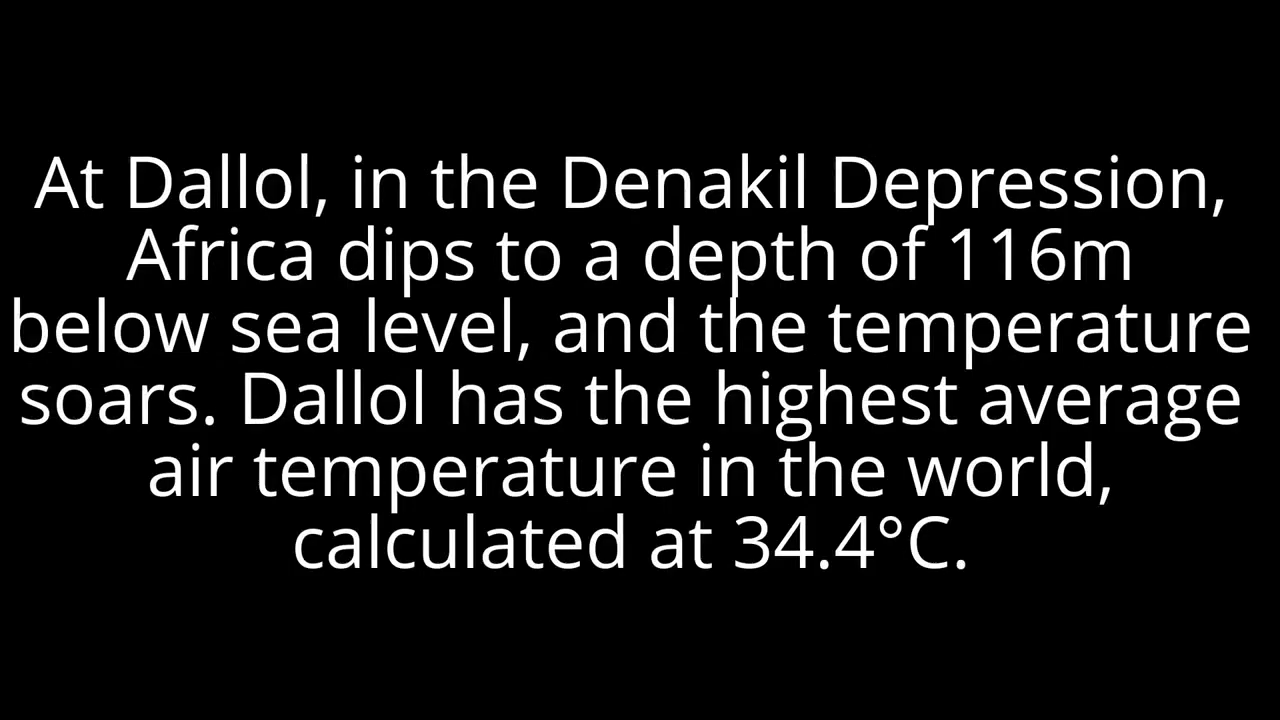 At Dallol, in the Denakil Depression,
Africa dips to a depth of 116m
below sea level, and the temperature
soars. Dallol has the highest average
air temperature in the world,
calculated at 34.4°C.